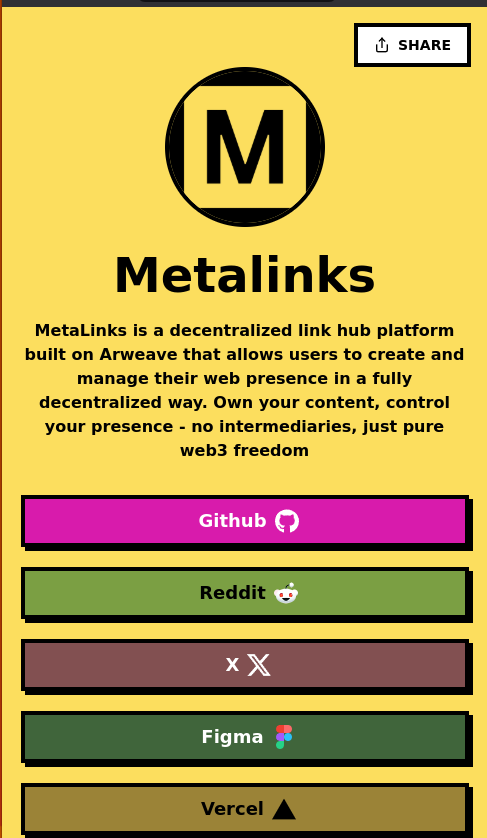 SHARE
M
Metalinks
MetaLinks is a decentralized link hub platform
built on Arweave that allows users to create and
manage their web presence in a fully
decentralized way. Own your content, control
your presence - no intermediaries, just pure
web3 freedom
Github
Reddit
X
Figma
Vercel